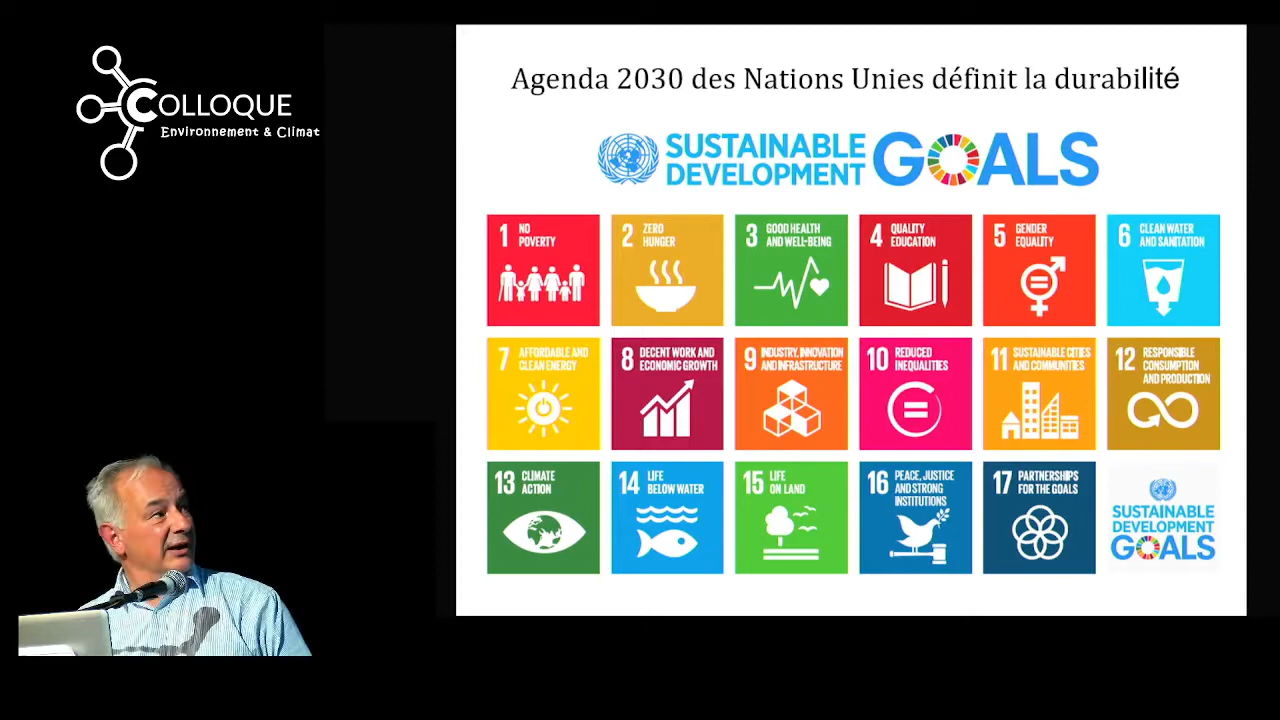 COLLOQUE
Environnement & Climat
Agenda 2030 des Nations Unies définit la durabilité
SUSTAINABLE
DEVELOPMENT
GOALS
1 NO
POVERTY
2 ZERO
HUNGER
3 GOOD HEALTH
AND WELL-BEING
4 QUALITY
EDUCATION
5 GENDER
EQUALITY
6 CLEAN WATER
AND SANITATION
7 AFFORDABLE AND
CLEAN ENERGY
8 DECENT WORK AND
ECONOMIC GROWTH
9 INDUSTRY, INNOVATION
AND INFRASTRUCTURE
10 REDUCED
INEQUALITIES
11 SUSTAINABLE CITIES
AND COMMUNITIES
12 RESPONSIBLE
CONSUMPTION
AND PRODUCTION
13 CLIMATE
ACTION
14 LIFE
BELOW WATER
15 LIFE
ON LAND
16 PEACE, JUSTICE
AND STRONG
INSTITUTIONS
17 PARTNERSHIPS
FOR THE GOALS
SUSTAINABLE
DEVELOPMENT
GOALS